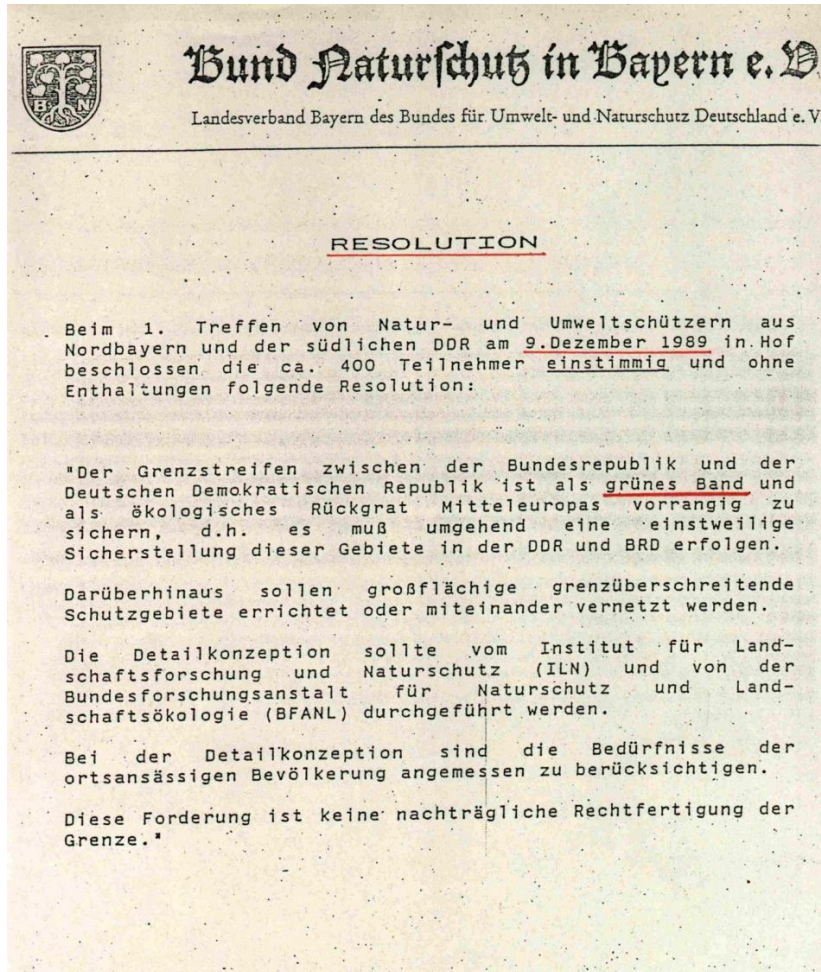 B N
Bund Naturschutz in Bayern e. V.
Landesverband Bayern des Bundes für Umwelt- und Naturschutz Deutschland e. V
RESOLUTION
Beim 1. Treffen von Natur- und Umweltschützern aus
Nordbayern und der südlichen DDR am 9.Dezember 1989 in Hof
beschlossen die ca. 400 Teilnehmer einstimmig und ohne
Enthaltungen folgende Resolution:
"Der Grenzstreifen zwischen der Bundesrepublik und der
Deutschen Demokratischen Republik ist als grünes Band und
als ökologisches Rückgrat Mitteleuropas vorrangig zu
sichern, d.h. es muß umgehend eine einstweilige
Sicherstellung dieser Gebiete in der DDR und BRD erfolgen.
Darüberhinaus sollen großflächige grenzüberschreitende
Schutzgebiete errichtet oder miteinander vernetzt werden.
Die Detailkonzeption sollte vom Institut für Land-
schaftsforschung und Naturschutz (ILN) und von der
Bundesforschungsanstalt für Naturschutz und Land-
schaftsökologie (BFANL) durchgeführt werden.
Bei der Detailkonzeption sind die Bedürfnisse der
ortsansässigen Bevölkerung angemessen zu berücksichtigen.
Diese Forderung ist keine nachträgliche Rechtfertigung der
Grenze."